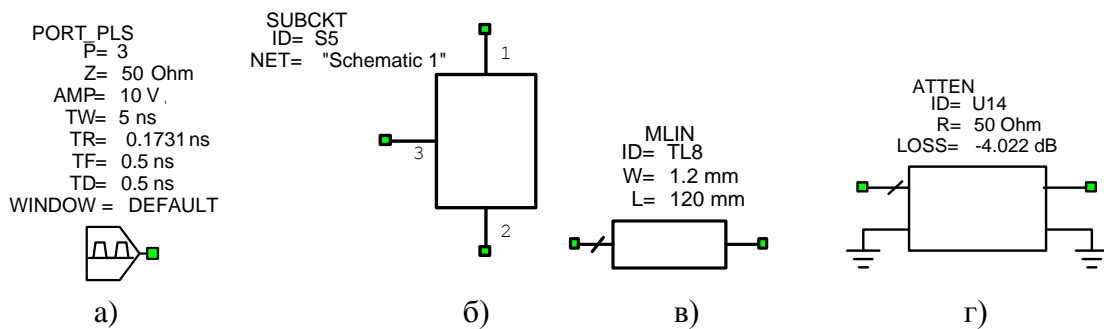 PORT_PLS
P= 3
Z= 50 Ohm
AMP= 10 V
TW= 5 ns
TR= 0.1731 ns
TF= 0.5 ns
TD= 0.5 ns
WINDOW = DEFAULT
а)
SUBCKT
ID= S5
NET= "Schematic 1"
1
3
2
б)
MLIN
ID= TL8
W= 1.2 mm
L= 120 mm
в)
ATTEN
ID= U14
R= 50 Ohm
LOSS= -4.022 dB
г)